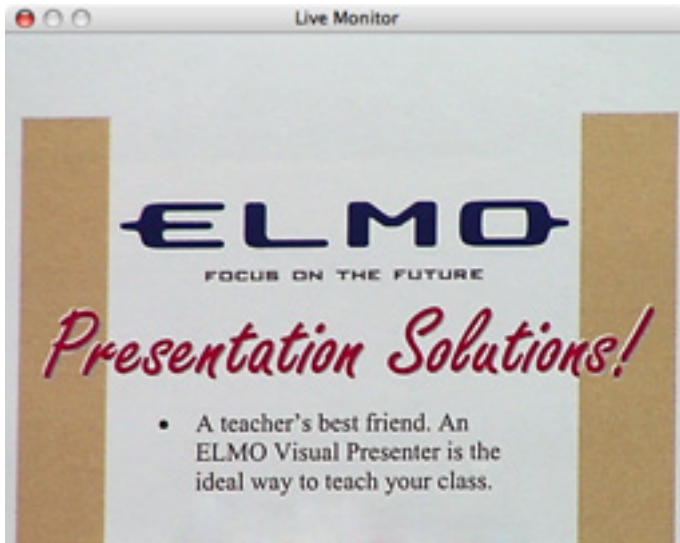 Live Monitor
ELMO
FOCUS ON THE FUTURE
Presentation Solutions!
• A teacher's best friend. An
ELMO Visual Presenter is the
ideal way to teach your class.